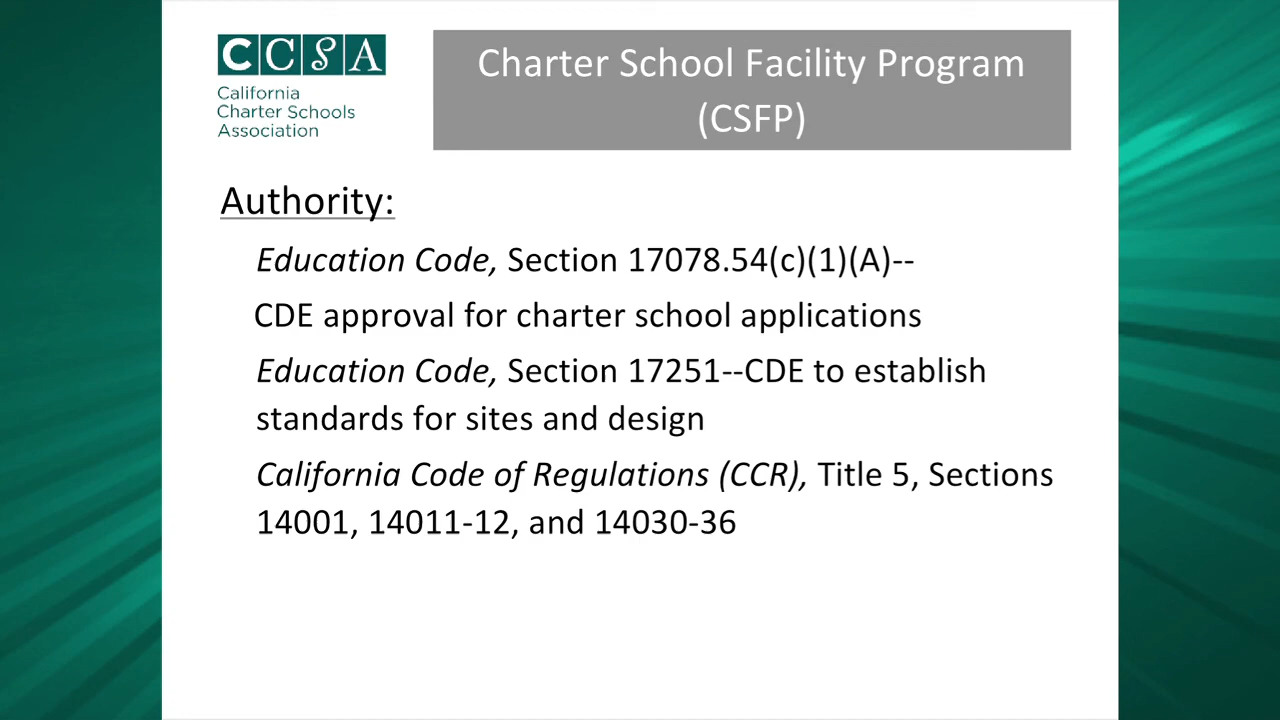 CCSA
California
Charter Schools
Association
Charter School Facility Program
(CSFP)
Authority:
Education Code, Section 17078.54(c)(1)(A)--
CDE approval for charter school applications
Education Code, Section 17251--CDE to establish
standards for sites and design
California Code of Regulations (CCR), Title 5, Sections
14001, 14011-12, and 14030-36